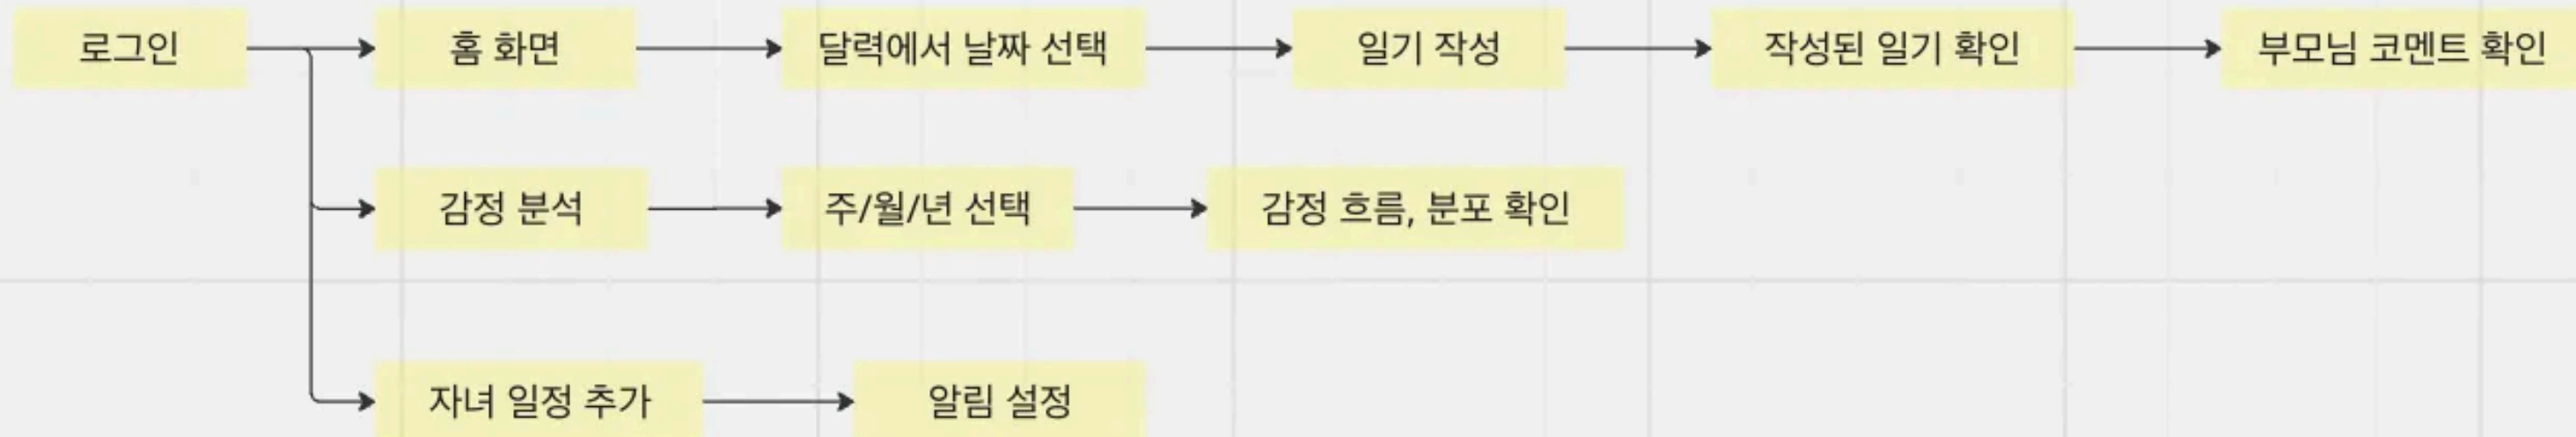 로그인
홈 화면
달력에서 날짜 선택
일기 작성
작성된 일기 확인
부모님 코멘트 확인
감정 분석
주/월/년 선택
감정 흐름, 분포 확인
자녀 일정 추가
알림 설정